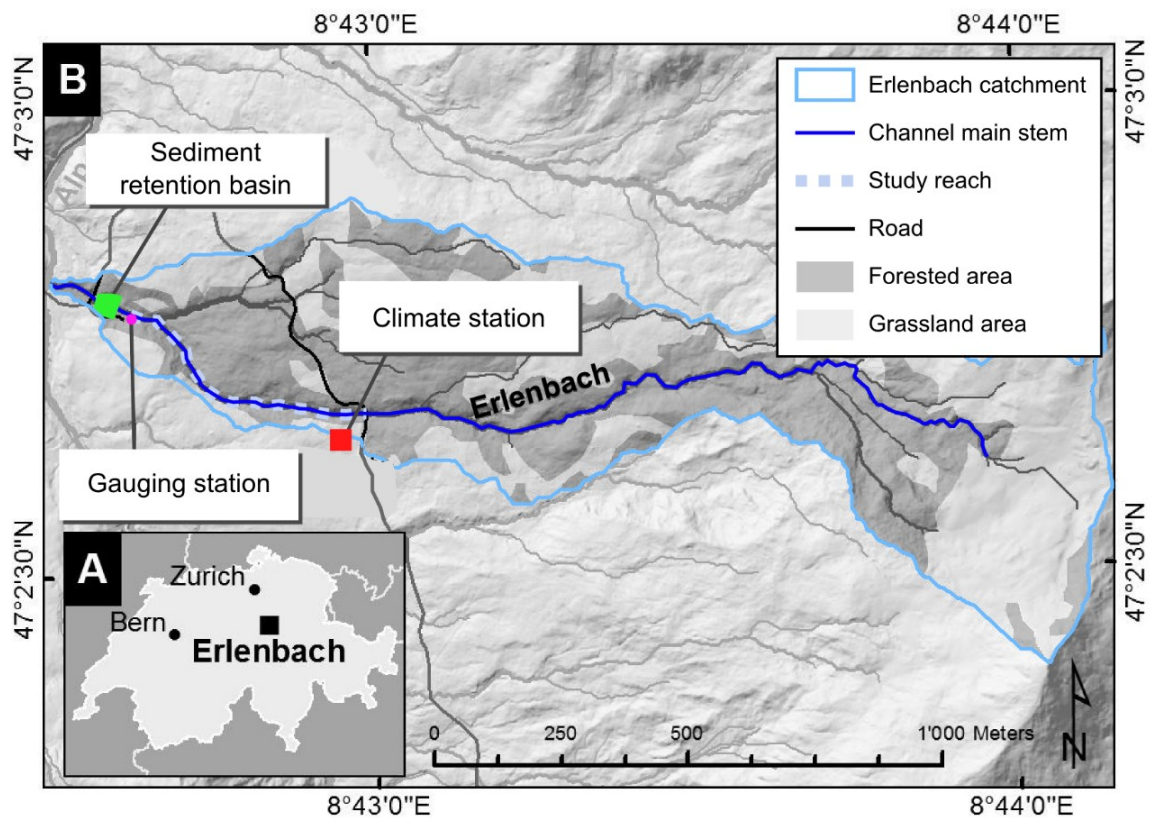 8°43'0"E
8°44'0"E
47°3'0"N
47°3'0"N
B
Erlenbach catchment
Channel main stem
Study reach
Road
Forested area
Grassland area
Sediment
retention basin
Alp
Climate station
Erlenbach
Gauging station
47°2'30"N
47°2'30"N
A
Zurich
Bern
Erlenbach
0
250
500
1'000 Meters
N
8°43'0"E
8°44'0"E